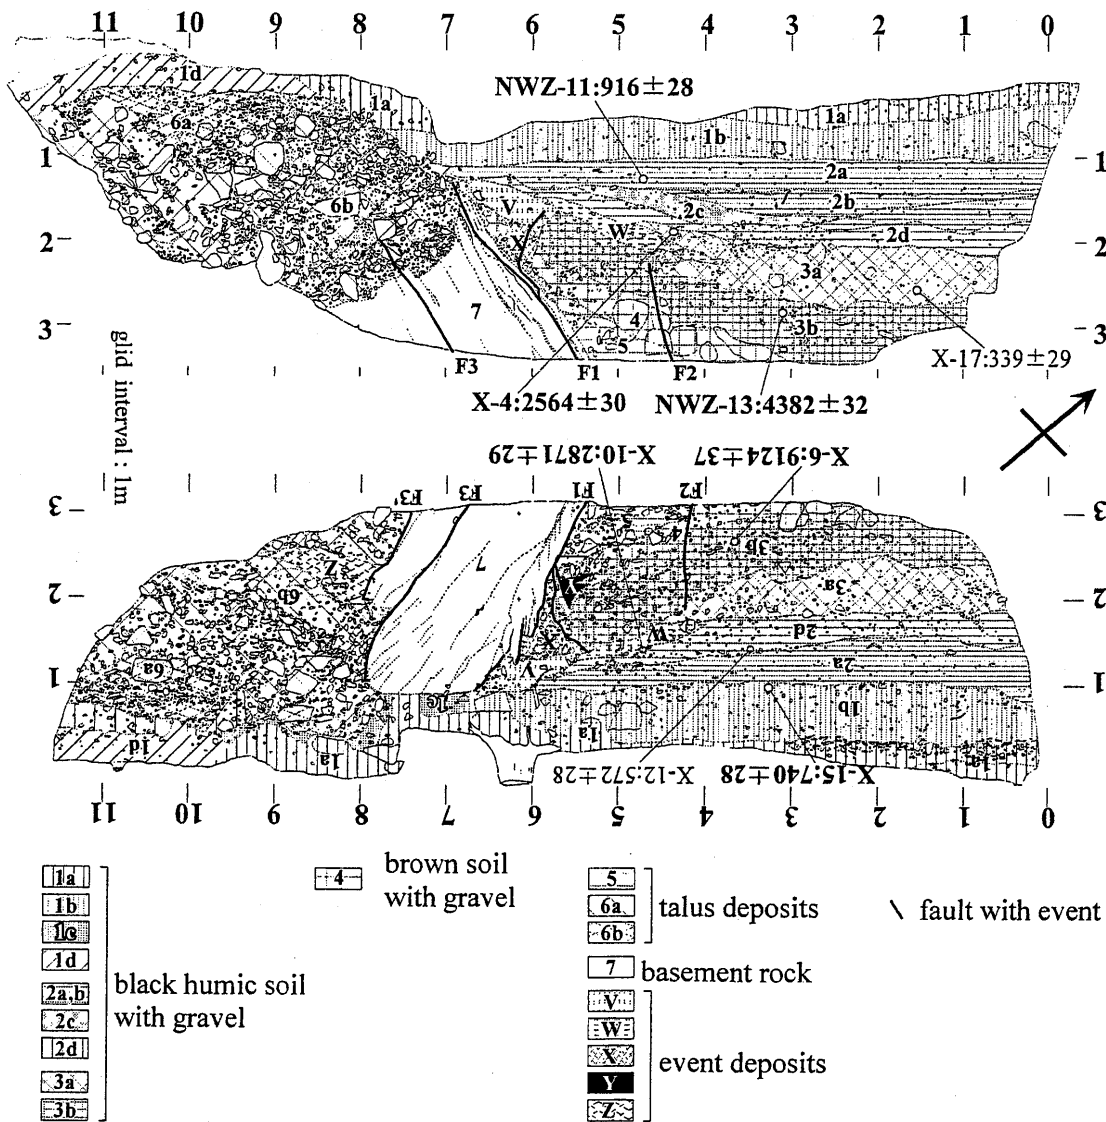 11 10 9 8 7 6 5 4 3 2 1 0
1d
NWZ-11:916±28
1a
1a
6a
1b
1
1
2a
6b
2b
V
2c
W
2
X
2d
2
3a
7
4
3b
3
5
3
glid interval : 1m
F3
F1
F2
X-17:339±29
X-4:2564±30
NWZ-13:4382±32
X-10:2871±29
X-6:9124±37
F3'
F3
F1
F2
3
3
4
3b
Z
7
Y
3a
2
6b
2
W
2d
X
6a
V
2a
1
1
1c
1b
1d
1a
1a
1a
X-12:572±28
X-15:740±28
11 10 9 8 7 6 5 4 3 2 1 0
1a
1b
1c
1d
2a,b
2c
2d
3a
3b
black humic soil
with gravel
4
brown soil
with gravel
5
6a
6b
talus deposits
7
basement rock
V
W
X
Y
Z
event deposits
fault with event